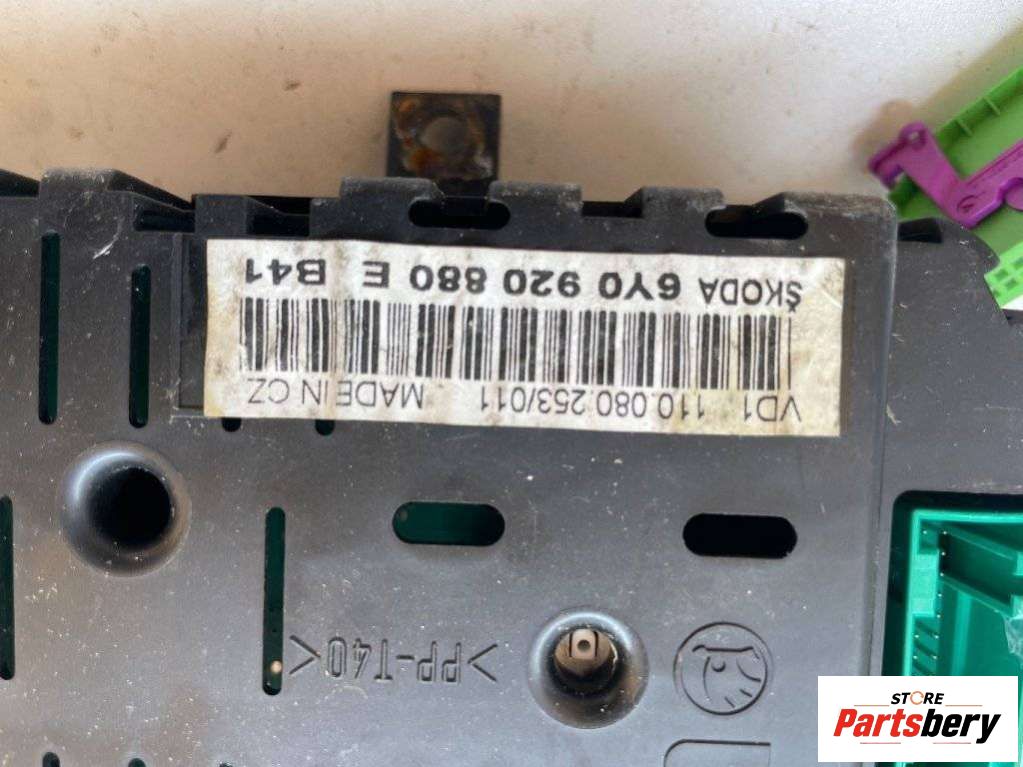 ŠKODA 6Y0 920 880 E B41
VD1 110.080.253/011 MADE IN CZ
>PP-T40<
STORE
Partsbery